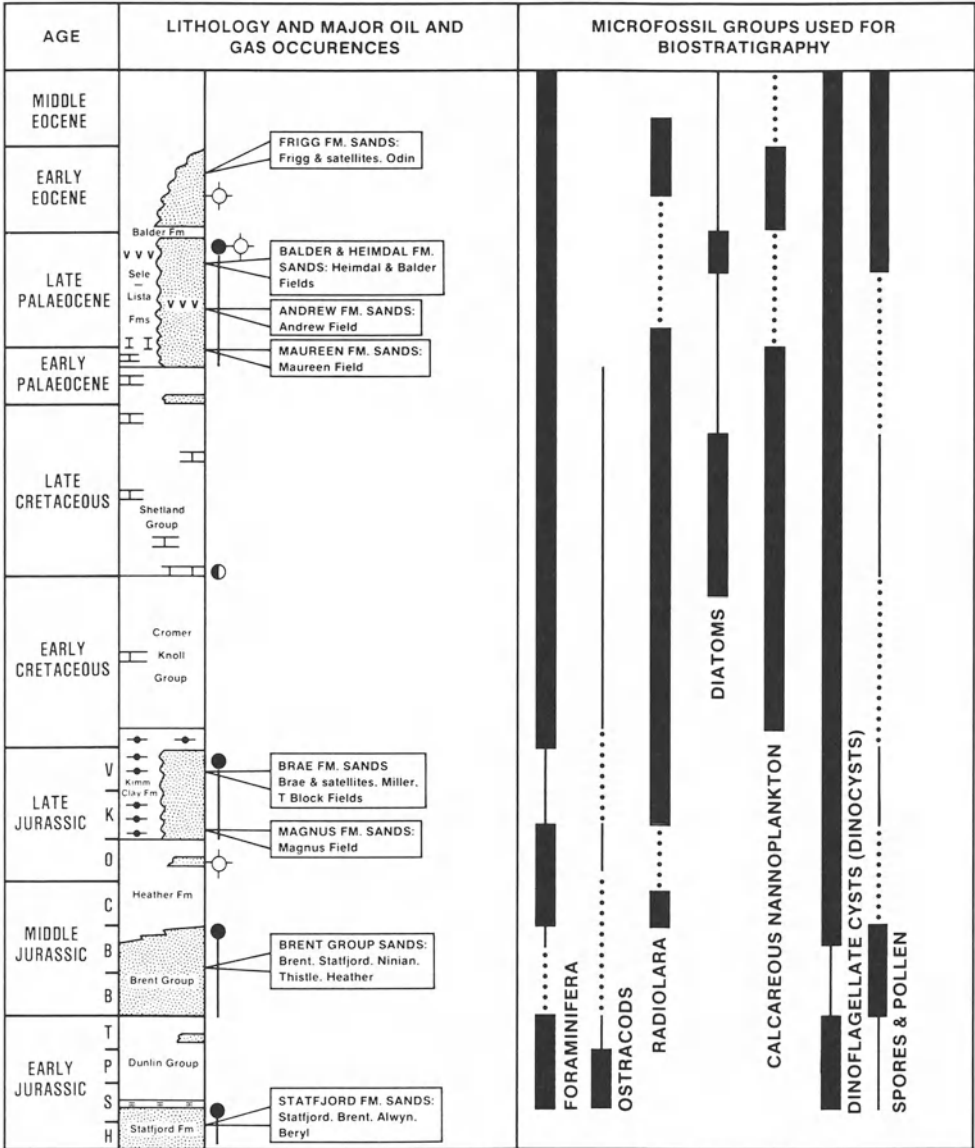 AGE
LITHOLOGY AND MAJOR OIL AND
GAS OCCURENCES
MICROFOSSIL GROUPS USED FOR
BIOSTRATIGRAPHY
MIDDLE
EOCENE
EARLY
EOCENE
LATE
PALAEOCENE
EARLY
PALAEOCENE
LATE
CRETACEOUS
EARLY
CRETACEOUS
LATE
JURASSIC
V
K
O
MIDDLE
JURASSIC
C
B
B
EARLY
JURASSIC
T
P
S
H
Balder Fm
V V V
Sele
Lista
Fms
V V V
Shetland
Group
Cromer
Knoll
Group
Kimm
Clay Fm
Heather Fm
Brent Group
Dunlin Group
Statfjord Fm
FRIGG FM. SANDS:
Frigg & satellites. Odin
BALDER & HEIMDAL FM.
SANDS: Heimdal & Balder
Fields
ANDREW FM. SANDS:
Andrew Field
MAUREEN FM. SANDS:
Maureen Field
BRAE FM. SANDS
Brae & satellites. Miller.
T Block Fields
MAGNUS FM. SANDS:
Magnus Field
BRENT GROUP SANDS:
Brent. Statfjord. Ninian.
Thistle. Heather
STATFJORD FM. SANDS:
Statfjord. Brent. Alwyn.
Beryl
FORAMINIFERA
OSTRACODS
RADIOLARA
DIATOMS
CALCAREOUS NANNOPLANKTON
DINOFLAGELLATE CYSTS (DINOCYSTS)
SPORES & POLLEN